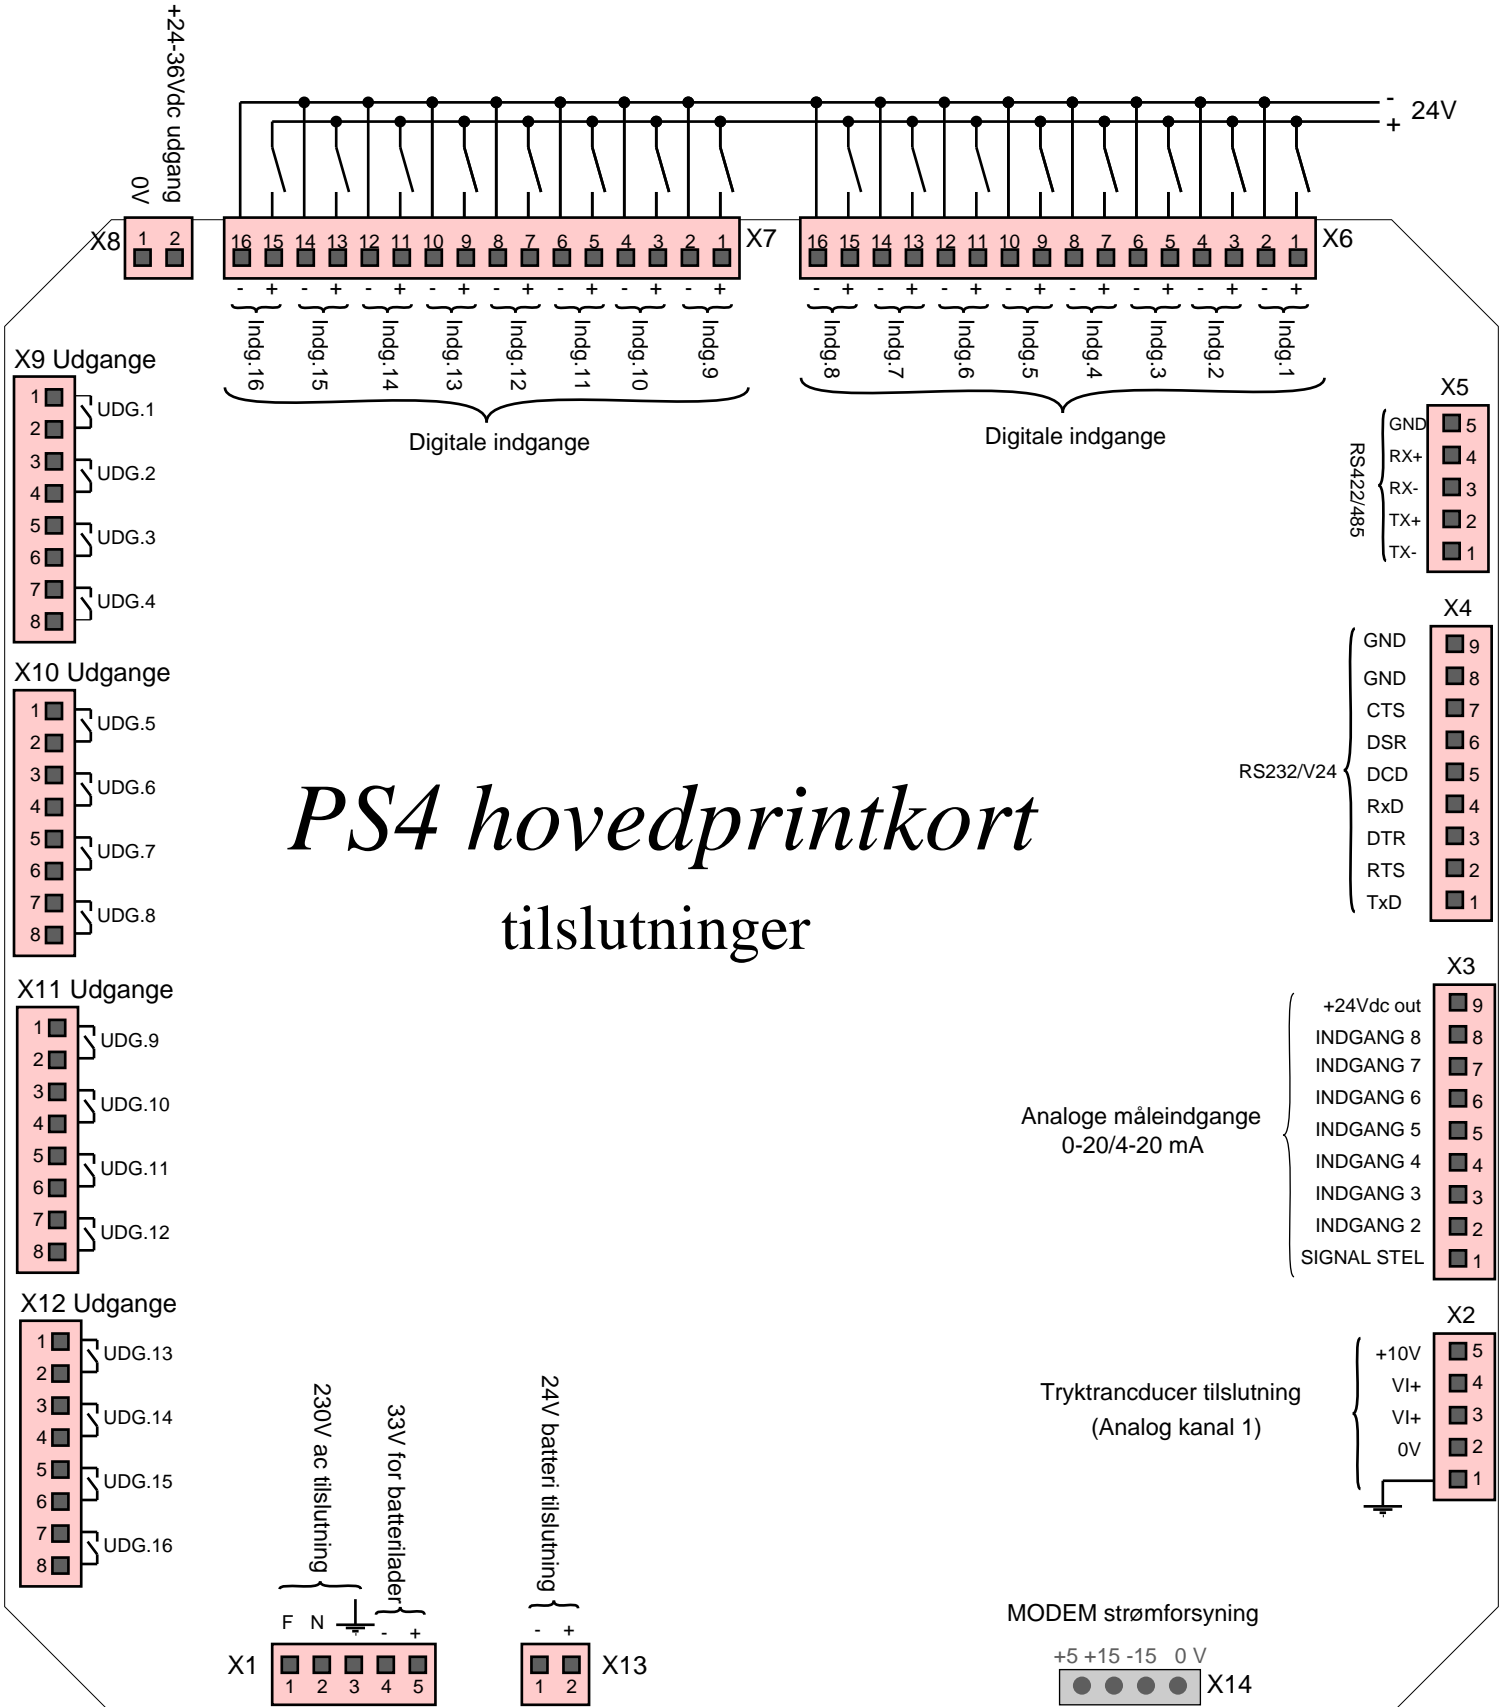 +24-36Vdc udgang
0V
- 24V
+
X8 1 2
16 15 14 13 12 11 10 9 8 7 6 5 4 3 2 1 X7
16 15 14 13 12 11 10 9 8 7 6 5 4 3 2 1 X6
- + - + - + - + - + - + - + - +
- + - + - + - + - + - + - + - +
Indg.16 Indg.15 Indg.14 Indg.13 Indg.12 Indg.11 Indg.10 Indg.9
Indg.8 Indg.7 Indg.6 Indg.5 Indg.4 Indg.3 Indg.2 Indg.1
Digitale indgange
Digitale indgange
X9 Udgange
1
UDG.1
2
3
UDG.2
4
5
UDG.3
6
7
UDG.4
8
X10 Udgange
1
UDG.5
2
3
UDG.6
4
5
UDG.7
6
7
UDG.8
8
X11 Udgange
1
UDG.9
2
3
UDG.10
4
5
UDG.11
6
7
UDG.12
8
X12 Udgange
1
UDG.13
2
3
UDG.14
4
5
UDG.15
6
7
UDG.16
8
PS4 hovedprintkort
tilslutninger
X5
RS422/485
GND 5
RX+ 4
RX- 3
TX+ 2
TX- 1
X4
RS232/V24
GND 9
GND 8
CTS 7
DSR 6
DCD 5
RxD 4
DTR 3
RTS 2
TxD 1
X3
Analoge måleindgange
0-20/4-20 mA
+24Vdc out 9
INDGANG 8 8
INDGANG 7 7
INDGANG 6 6
INDGANG 5 5
INDGANG 4 4
INDGANG 3 3
INDGANG 2 2
SIGNAL STEL 1
X2
Tryktrancducer tilslutning
(Analog kanal 1)
+10V 5
VI+ 4
VI+ 3
0V 2
1
230V ac tilslutning
33V for batterilader
F N - +
X1
1 2 3 4 5
24V batteri tilslutning
- +
X13
1 2
MODEM strømforsyning
+5 +15 -15 0 V
X14